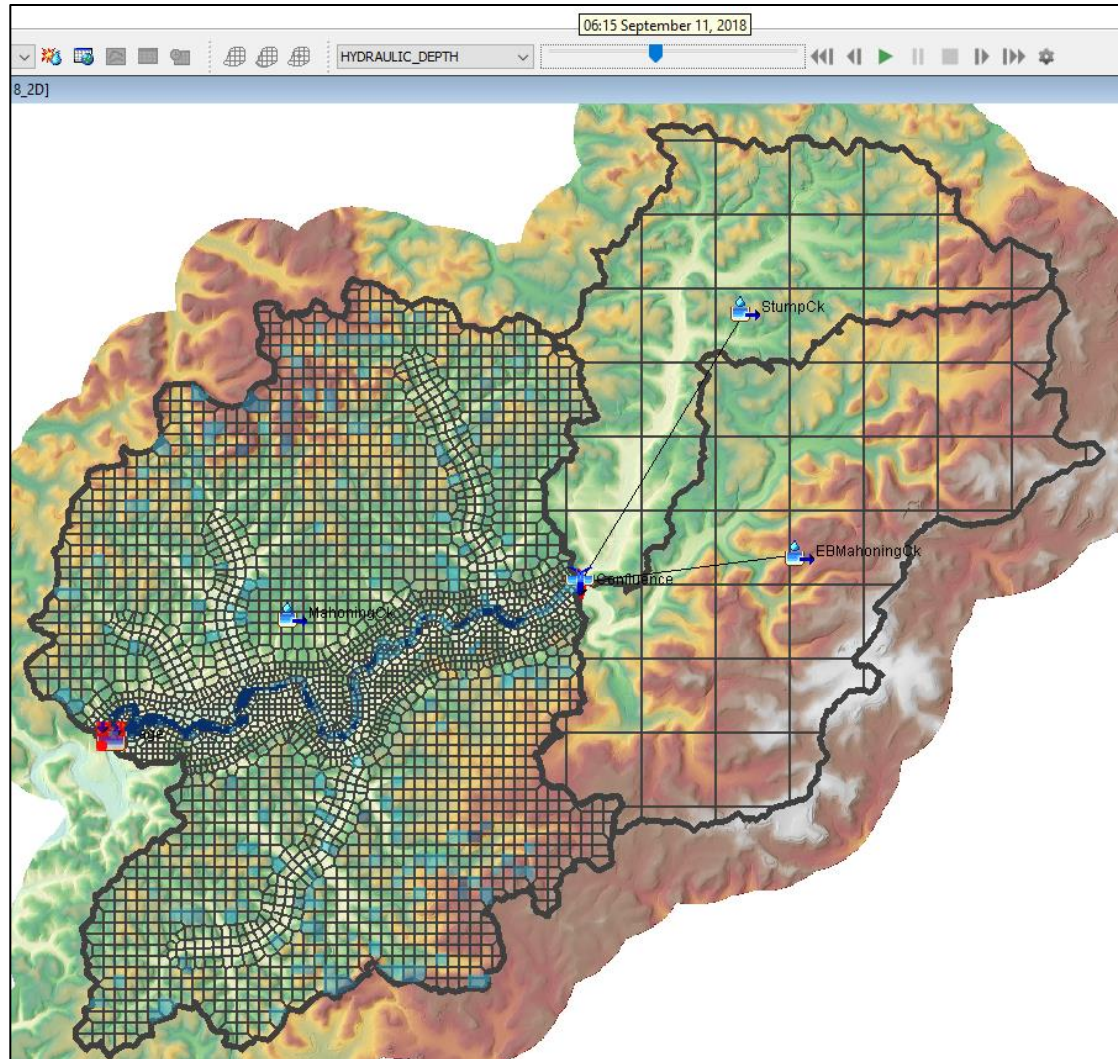 06:15 September 11, 2018
HYDRAULIC_DEPTH
8_2D]
StumpCk
EBMahoningCk
Confluence
MahoningCk